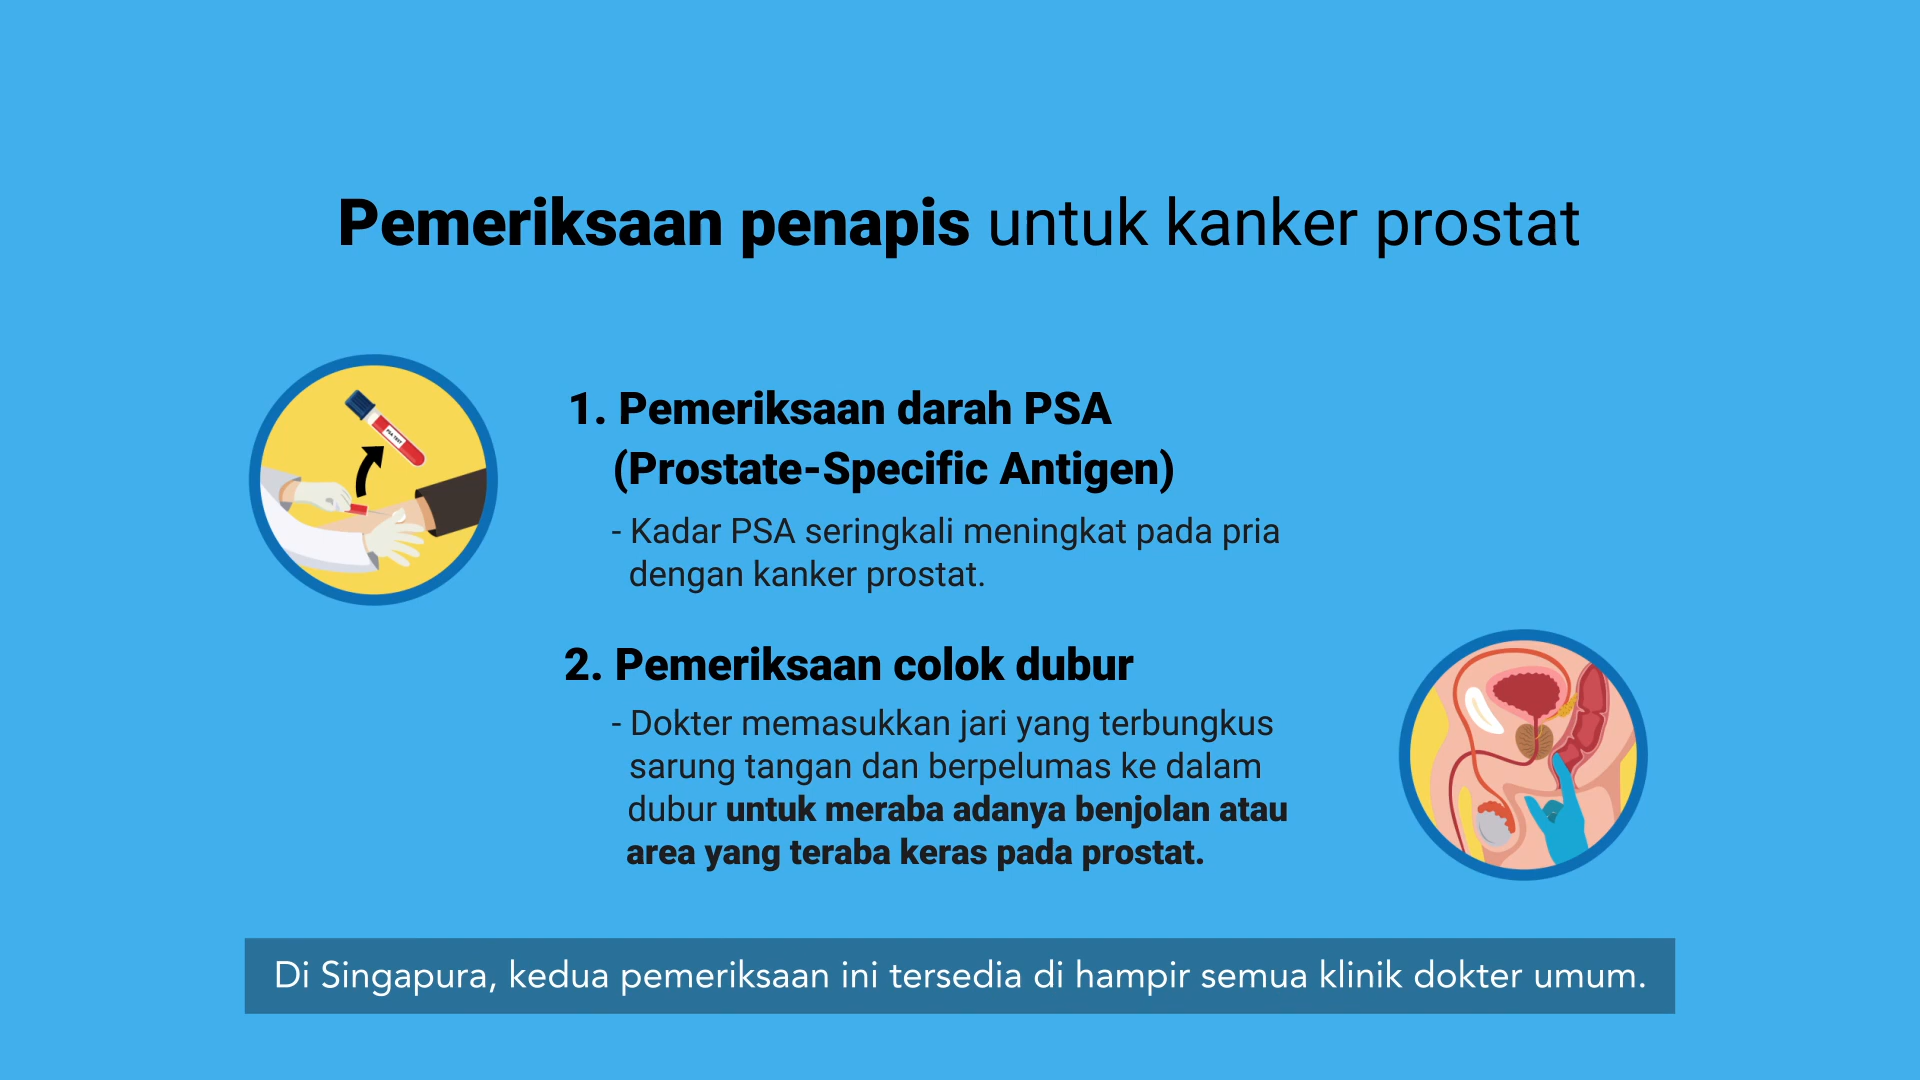 Pemeriksaan penapis untuk kanker prostat
PSA TEST
1. Pemeriksaan darah PSA
(Prostate-Specific Antigen)
- Kadar PSA seringkali meningkat pada pria
dengan kanker prostat.
2. Pemeriksaan colok dubur
- Dokter memasukkan jari yang terbungkus
sarung tangan dan berpelumas ke dalam
dubur untuk meraba adanya benjolan atau
area yang teraba keras pada prostat.
Di Singapura, kedua pemeriksaan ini tersedia di hampir semua klinik dokter umum.